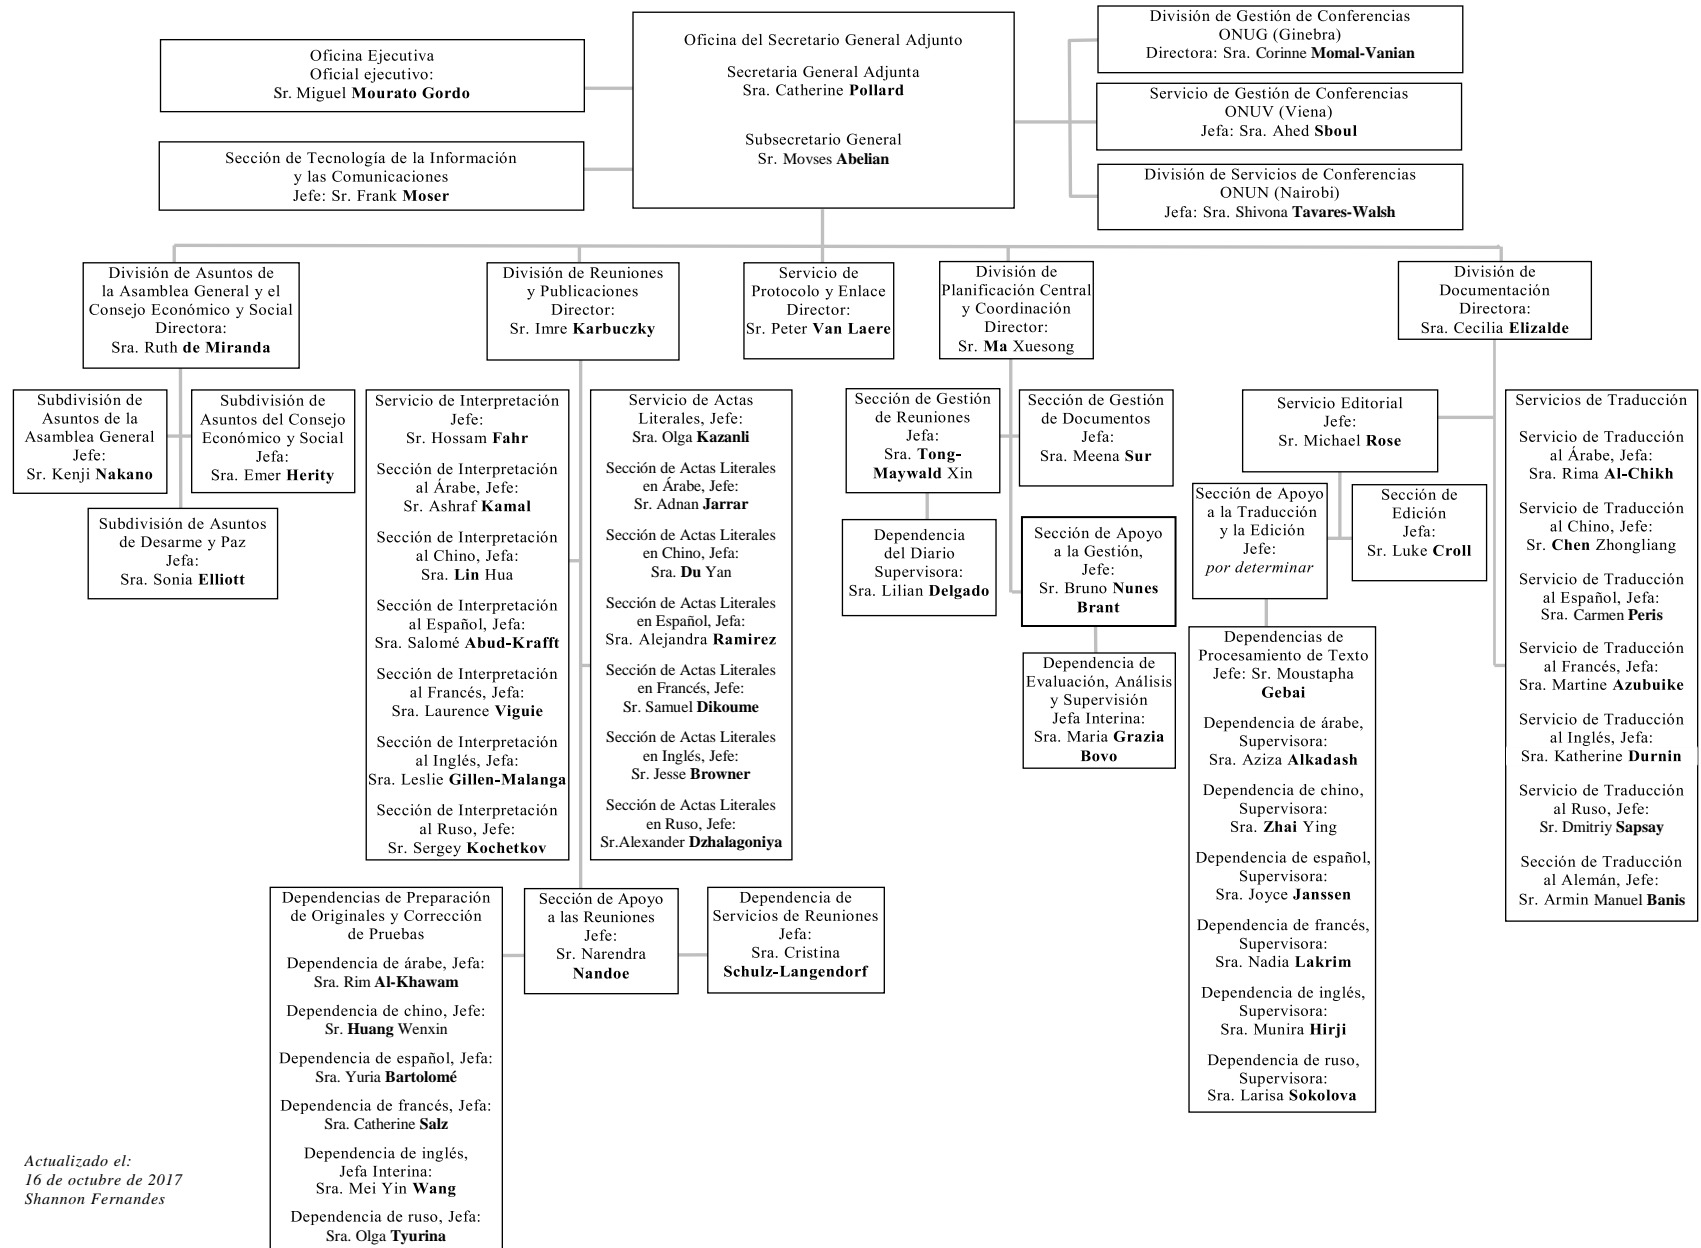 Oficina Ejecutiva
Oficial ejecutivo:
Sr. Miguel Mourato Gordo
Sección de Tecnología de la Información
y las Comunicaciones
Jefe: Sr. Frank Moser
Oficina del Secretario General Adjunto
Secretaria General Adjunta
Sra. Catherine Pollard
Subsecretario General
Sr. Movses Abelian
División de Gestión de Conferencias
ONUG (Ginebra)
Directora: Sra. Corinne Momal-Vanian
Servicio de Gestión de Conferencias
ONUV (Viena)
Jefa: Sra. Ahed Sboul
División de Servicios de Conferencias
ONUN (Nairobi)
Jefa: Sra. Shivona Tavares-Walsh
División de Asuntos de
la Asamblea General y el
Consejo Económico y Social
Directora:
Sra. Ruth de Miranda
División de Reuniones
y Publicaciones
Director:
Sr. Imre Karbuczky
Servicio de
Protocolo y Enlace
Director:
Sr. Peter Van Laere
División de
Planificación Central
y Coordinación
Director:
Sr. Ma Xuesong
División de
Documentación
Directora:
Sra. Cecilia Elizalde
Subdivisión de
Asuntos de la
Asamblea General
Jefe:
Sr. Kenji Nakano
Subdivisión de
Asuntos del Consejo
Económico y Social
Jefa:
Sra. Emer Herity
Subdivisión de Asuntos
de Desarme y Paz
Jefa:
Sra. Sonia Elliott
Servicio de Interpretación
Jefe:
Sr. Hossam Fahr
Sección de Interpretación
al Árabe, Jefe:
Sr. Ashraf Kamal
Sección de Interpretación
al Chino, Jefa:
Sra. Lin Hua
Sección de Interpretación
al Español, Jefa:
Sra. Salomé Abud-Krafft
Sección de Interpretación
al Francés, Jefa:
Sra. Laurence Viguie
Sección de Interpretación
al Inglés, Jefa:
Sra. Leslie Gillen-Malanga
Sección de Interpretación
al Ruso, Jefe:
Sr. Sergey Kochetkov
Servicio de Actas
Literales, Jefe:
Sra. Olga Kazanli
Sección de Actas Literales
en Árabe, Jefe:
Sr. Adnan Jarrar
Sección de Actas Literales
en Chino, Jefa:
Sra. Du Yan
Sección de Actas Literales
en Español, Jefa:
Sra. Alejandra Ramirez
Sección de Actas Literales
en Francés, Jefe:
Sr. Samuel Dikoume
Sección de Actas Literales
en Inglés, Jefe:
Sr. Jesse Browner
Sección de Actas Literales
en Ruso, Jefe:
Sr.Alexander Dzhalagoniya
Sección de Gestión
de Reuniones
Jefa:
Sra. Tong-
Maywald Xin
Sección de Gestión
de Documentos
Jefa:
Sra. Meena Sur
Dependencia
del Diario
Supervisora:
Sra. Lilian Delgado
Sección de Apoyo
a la Gestión,
Jefe:
Sr. Bruno Nunes
Brant
Dependencia de
Evaluación, Análisis
y Supervisión
Jefa Interina:
Sra. Maria Grazia
Bovo
Servicio Editorial
Jefe:
Sr. Michael Rose
Sección de Apoyo
a la Traducción
y la Edición
Jefe:
por determinar
Sección de
Edición
Jefa:
Sr. Luke Croll
Dependencias de
Procesamiento de Texto
Jefe: Sr. Moustapha
Gebai
Dependencia de árabe,
Supervisora:
Sra. Aziza Alkadash
Dependencia de chino,
Supervisora:
Sra. Zhai Ying
Dependencia de español,
Supervisora:
Sra. Joyce Janssen
Dependencia de francés,
Supervisora:
Sra. Nadia Lakrim
Dependencia de inglés,
Supervisora:
Sra. Munira Hirji
Dependencia de ruso,
Supervisora:
Sra. Larisa Sokolova
Servicios de Traducción
Servicio de Traducción
al Árabe, Jefa:
Sra. Rima Al-Chikh
Servicio de Traducción
al Chino, Jefe:
Sr. Chen Zhongliang
Servicio de Traducción
al Español, Jefa:
Sra. Carmen Peris
Servicio de Traducción
al Francés, Jefa:
Sra. Martine Azubuike
Servicio de Traducción
al Inglés, Jefa:
Sra. Katherine Durnin
Servicio de Traducción
al Ruso, Jefe:
Sr. Dmitriy Sapsay
Sección de Traducción
al Alemán, Jefe:
Sr. Armin Manuel Banis
Dependencias de Preparación
de Originales y Corrección
de Pruebas
Dependencia de árabe, Jefa:
Sra. Rim Al-Khawam
Dependencia de chino, Jefe:
Sr. Huang Wenxin
Dependencia de español, Jefa:
Sra. Yuria Bartolomé
Dependencia de francés, Jefa:
Sra. Catherine Salz
Dependencia de inglés,
Jefa Interina:
Sra. Mei Yin Wang
Dependencia de ruso, Jefa:
Sra. Olga Tyurina
Sección de Apoyo
a las Reuniones
Jefe:
Sr. Narendra
Nandoe
Dependencia de
Servicios de Reuniones
Jefa:
Sra. Cristina
Schulz-Langendorf
Actualizado el:
16 de octubre de 2017
Shannon Fernandes